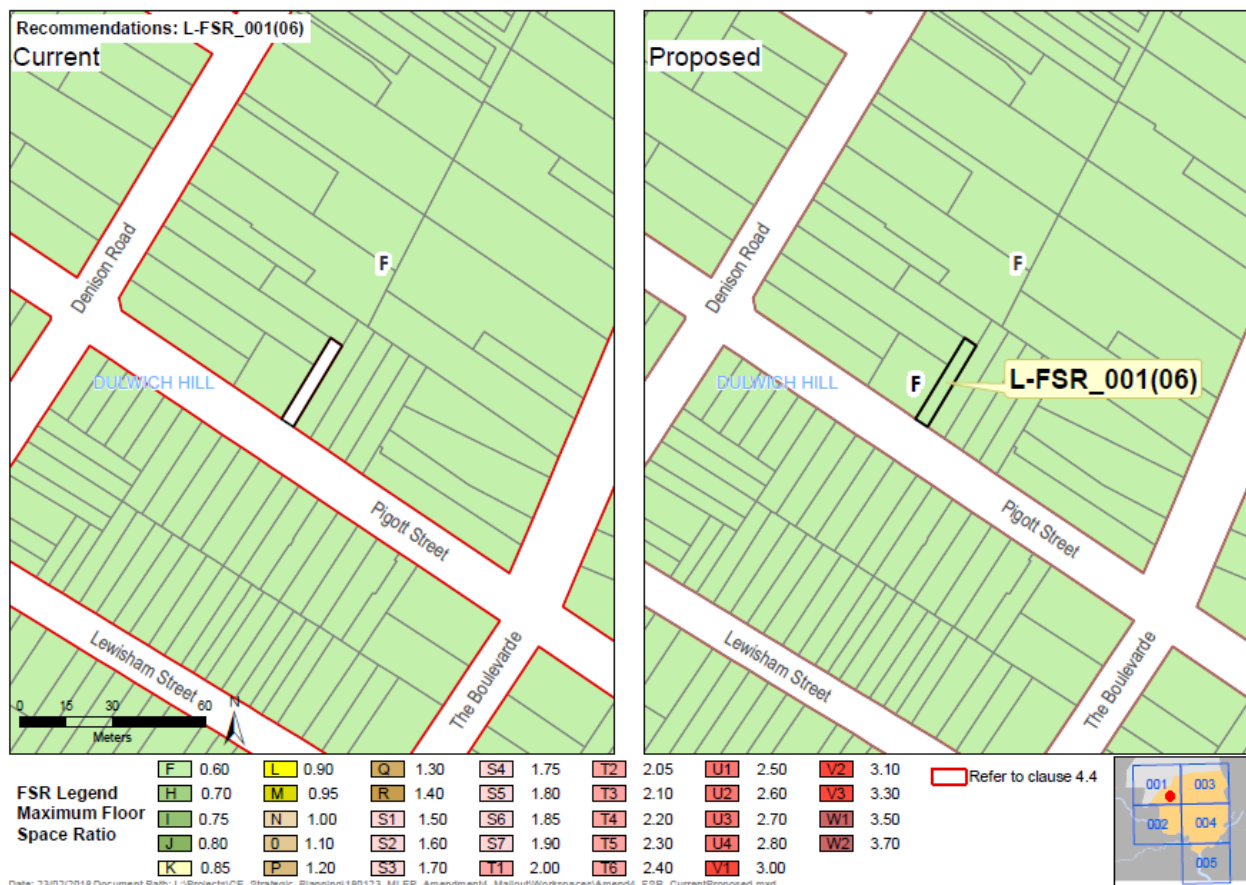 Recommendations: L-FSR_001(06)
Current
Denison Road
F
DULWICH HILL
Pigott Street
Lewisham Street
The Boulevarde
0 15 30 60
Meters
N
Proposed
Denison Road
F
DULWICH HILL
F
L-FSR_001(06)
Pigott Street
Lewisham Street
The Boulevarde
FSR Legend
Maximum Floor
Space Ratio
F 0.60
H 0.70
I 0.75
J 0.80
K 0.85
L 0.90
M 0.95
N 1.00
0 1.10
P 1.20
Q 1.30
R 1.40
S1 1.50
S2 1.60
S3 1.70
S4 1.75
S5 1.80
S6 1.85
S7 1.90
T1 2.00
T2 2.05
T3 2.10
T4 2.20
T5 2.30
T6 2.40
U1 2.50
U2 2.60
U3 2.70
U4 2.80
V1 3.00
V2 3.10
V3 3.30
W1 3.50
W2 3.70
Refer to clause 4.4
001 003
002 004
005